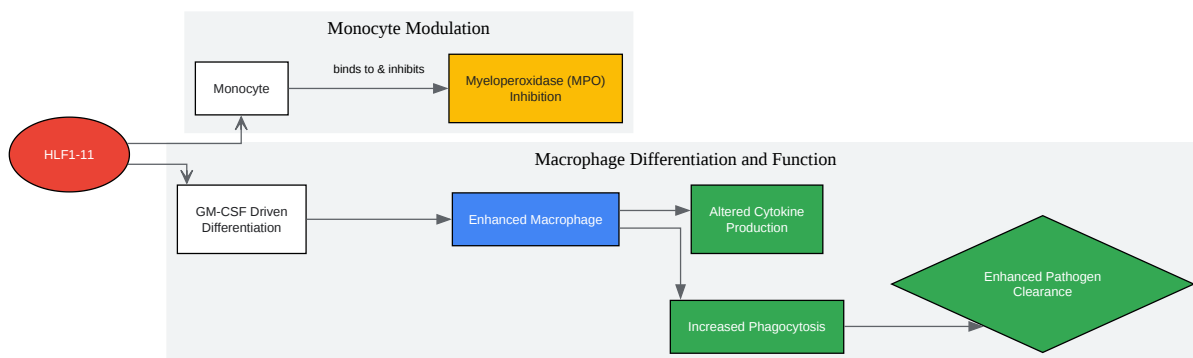 Monocyte Modulation
Monocyte
binds to & inhibits
Myeloperoxidase (MPO)
Inhibition
HLF1-11
Macrophage Differentiation and Function
GM-CSF Driven
Differentiation
Enhanced Macrophage
Altered Cytokine
Production
Increased Phagocytosis
Enhanced Pathogen
Clearance